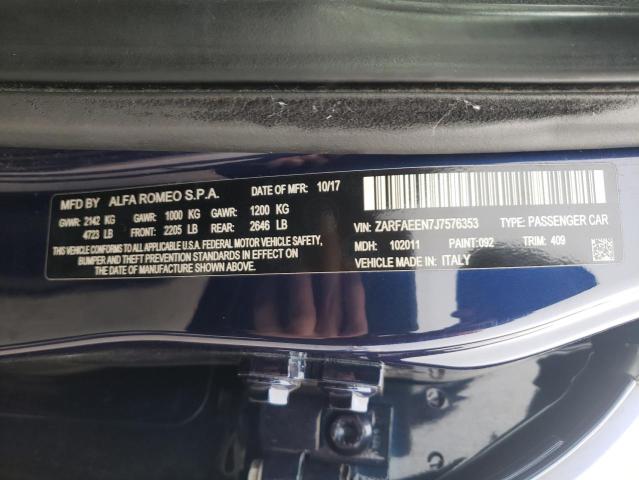 MFD BY ALFA ROMEO S.P.A. DATE OF MFR: 10/17
GVWR: 2142 KG GAWR: 1000 KG GAWR: 1200 KG
4723 LB FRONT: 2205 LB REAR: 2646 LB
THIS VEHICLE CONFORMS TO ALL APPLICABLE
U.S.A. FEDERAL MOTOR VEHICLE SAFETY,
BUMPER AND THEFT PREVENTION STANDARDS
IN EFFECT ON THE DATE OF MANUFACTURE
SHOWN ABOVE.
VIN: ZARFAEEN7J7576353 TYPE: PASSENGER CAR
MDH: 102011 PAINT:092 TRIM: 409
VEHICLE MADE IN: ITALY